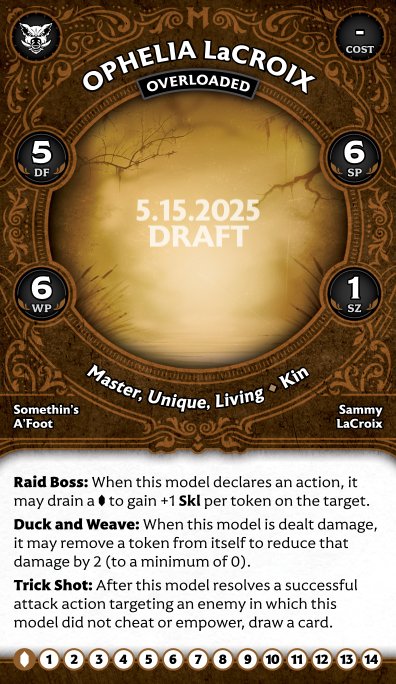 -
COST
OPHELIA LaCROIX
OVERLOADED
5
DF
6
SP
5.15.2025
DRAFT
6
WP
1
SZ
Master, Unique, Living ⬥ Kin
Somethin's
A'Foot
Sammy
LaCroix
Raid Boss: When this model declares an action, it
may drain a ⬧ to gain +1 Skl per token on the target.
Duck and Weave: When this model is dealt damage,
it may remove a token from itself to reduce that
damage by 2 (to a minimum of 0).
Trick Shot: After this model resolves a successful
attack action targeting an enemy in which this
model did not cheat or empower, draw a card.
1 2 3 4 5 6 7 8 9 10 11 12 13 14